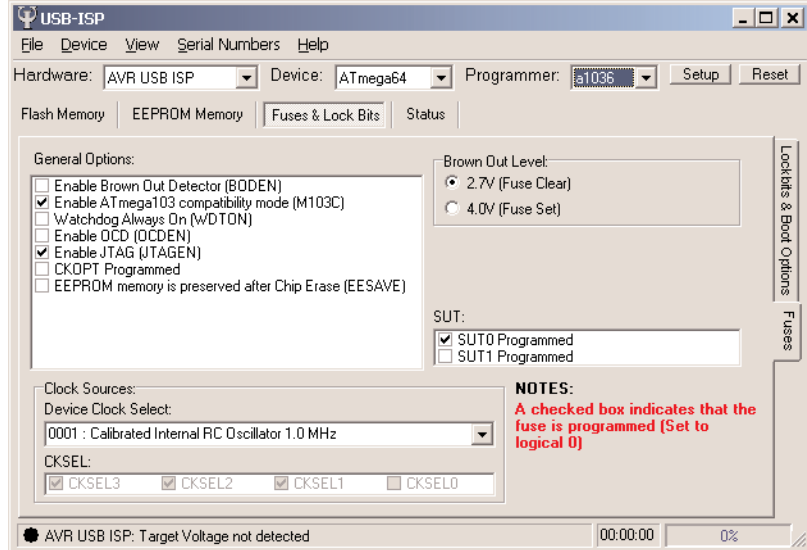 USB-ISP
File Device View Serial Numbers Help
Hardware: AVR USB ISP Device: ATmega64 Programmer: a1036 Setup Reset
Flash Memory EEPROM Memory Fuses & Lock Bits Status
General Options:
Enable Brown Out Detector (BODEN)
Enable ATmega103 compatibility mode (M103C)
Watchdog Always On (WDTON)
Enable OCD (OCDEN)
Enable JTAG (JTAGEN)
CKOPT Programmed
EEPROM memory is preserved after Chip Erase (EESAVE)
Brown Out Level:
2.7V (Fuse Clear)
4.0V (Fuse Set)
SUT:
SUT0 Programmed
SUT1 Programmed
Lockbits & Boot Options
Fuses
Clock Sources:
Device Clock Select:
0001 : Calibrated Internal RC Oscillator 1.0 MHz
CKSEL:
CKSEL3 CKSEL2 CKSEL1 CKSEL0
NOTES:
A checked box indicates that the
fuse is programmed (Set to
logical 0)
AVR USB ISP: Target Voltage not detected 00:00:00 0%